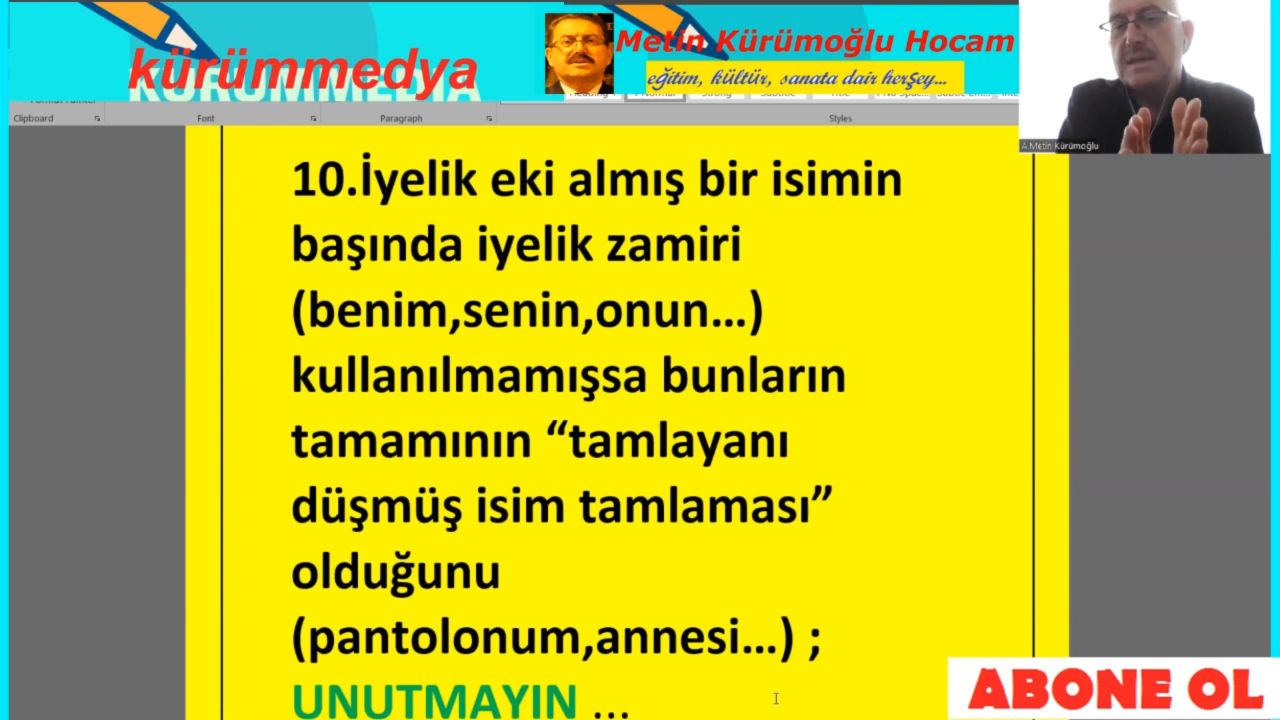 kürümmedya
KÜRÜMMEDİA
Metin Kürümoğlu Hocam
eğitim, kültür, sanata dair herşey...
Clipboard
Font
Paragraph
Styles
A.Metin Kürümoğlu
10.İyelik eki almış bir isimin
başında iyelik zamiri
(benim,senin,onun...)
kullanılmamışsa bunların
tamamının “tamlayanı
düşmüş isim tamlaması”
olduğunu
(pantolonum,annesi...) ;
UNUTMAYIN ...
ABONE OL